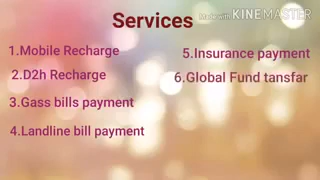 Services
Made with KINEMASTER
1.Mobile Recharge
2.D2h Recharge
3.Gass bills payment
4.Landline bill payment
5.Insurance payment
6.Global Fund tansfar